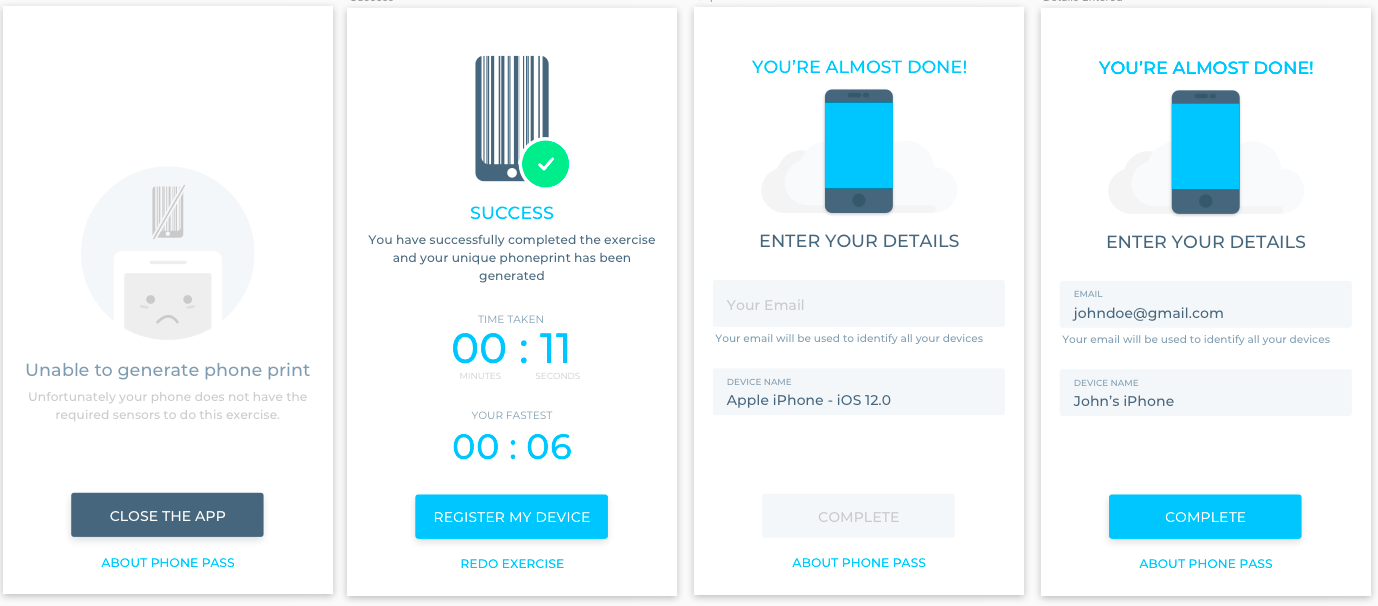 Unable to generate phone print
Unfortunately your phone does not have the
required sensors to do this exercise.
CLOSE THE APP
ABOUT PHONE PASS
SUCCESS
You have successfully completed the exercise
and your unique phoneprint has been
generated
TIME TAKEN
00 : 11
MINUTES SECONDS
YOUR FASTEST
00 : 06
REGISTER MY DEVICE
REDO EXERCISE
YOU'RE ALMOST DONE!
ENTER YOUR DETAILS
Your Email
Your email will be used to identify all your devices
DEVICE NAME
Apple iPhone - iOS 12.0
COMPLETE
ABOUT PHONE PASS
YOU'RE ALMOST DONE!
ENTER YOUR DETAILS
EMAIL
johndoe@gmail.com
Your email will be used to identify all your devices
DEVICE NAME
John's iPhone
COMPLETE
ABOUT PHONE PASS